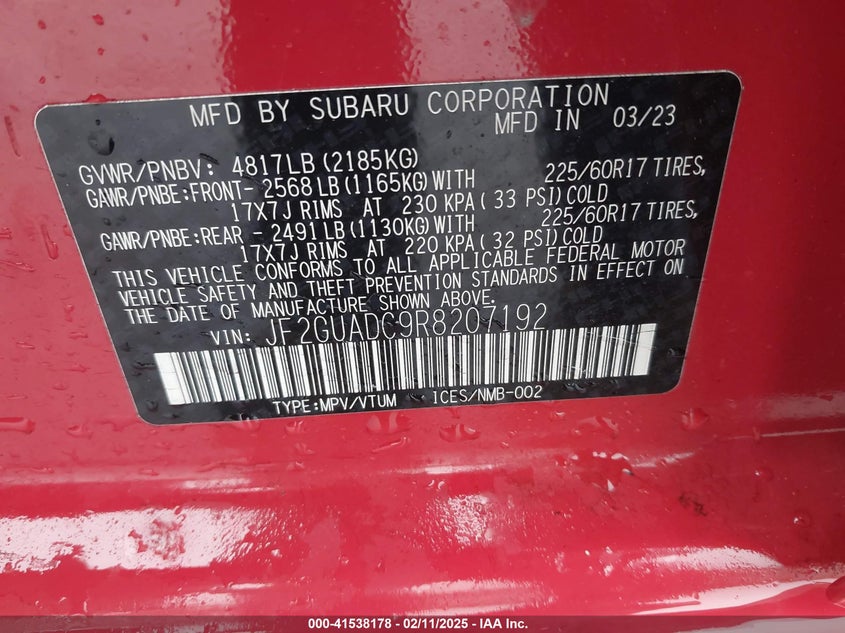 MFD BY SUBARU CORPORATION
MFD IN 03/23
GVWR/PNBV: 4817LB (2185KG)
GAWR/PNBE:FRONT- 2568LB (1165KG) WITH 225/60R17 TIRES,
17X7J RIMS AT 230 KPA ( 33 PSI) COLD
GAWR/PNBE:REAR - 2491LB (1130KG) WITH 225/60R17 TIRES,
17X7J RIMS AT 220 KPA ( 32 PSI) COLD
THIS VEHICLE CONFORMS TO ALL APPLICABLE FEDERAL MOTOR
VEHICLE SAFETY AND THEFT PREVENTION STANDARDS IN EFFECT ON
THE DATE OF MANUFACTURE SHOWN ABOVE.
VIN: JF2GUADC9R8207192
TYPE:MPV/VTUM ICES/NMB-002
000-41538178 - 02/11/2025 - IAA Inc.